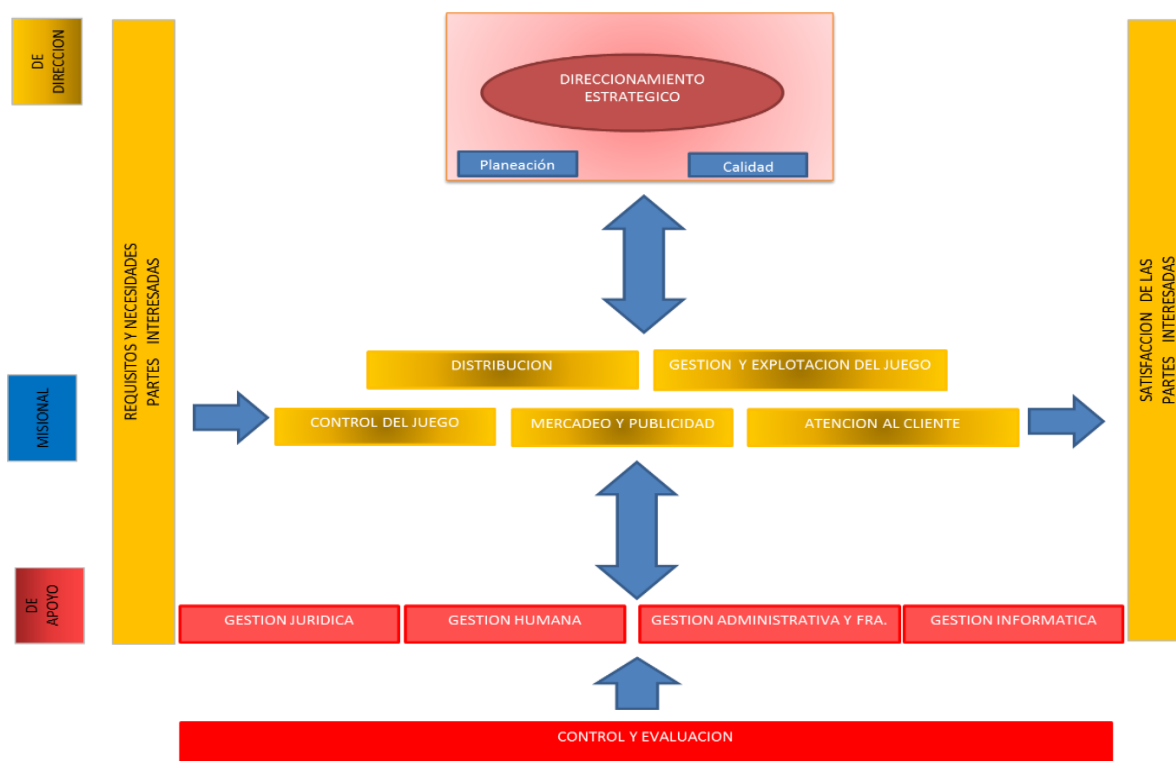 DE
DIRECCION
DIRECCIONAMIENTO
ESTRATEGICO
Planeación
Calidad
REQUISITOS Y NECESIDADES
PARTES INTERESADAS
SATISFACCION DE LAS
PARTES INTERESADAS
DISTRIBUCION
GESTION Y EXPLOTACION DEL JUEGO
MISIONAL
CONTROL DEL JUEGO
MERCADEO Y PUBLICIDAD
ATENCION AL CLIENTE
DE
APOYO
GESTION JURIDICA
GESTION HUMANA
GESTION ADMINISTRATIVA Y FRA.
GESTION INFORMATICA
CONTROL Y EVALUACION